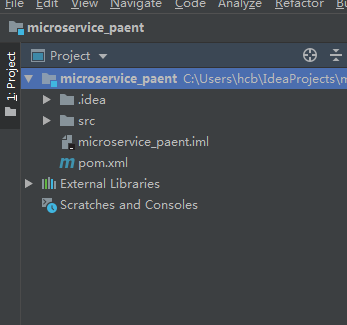 File Edit View Navigate Code Analyze Refactor
microservice_paent
1: Project
Project
microservice_paent C:\Users\hcb\IdeaProjects\m
.idea
src
microservice_paent.iml
pom.xml
External Libraries
Scratches and Consoles